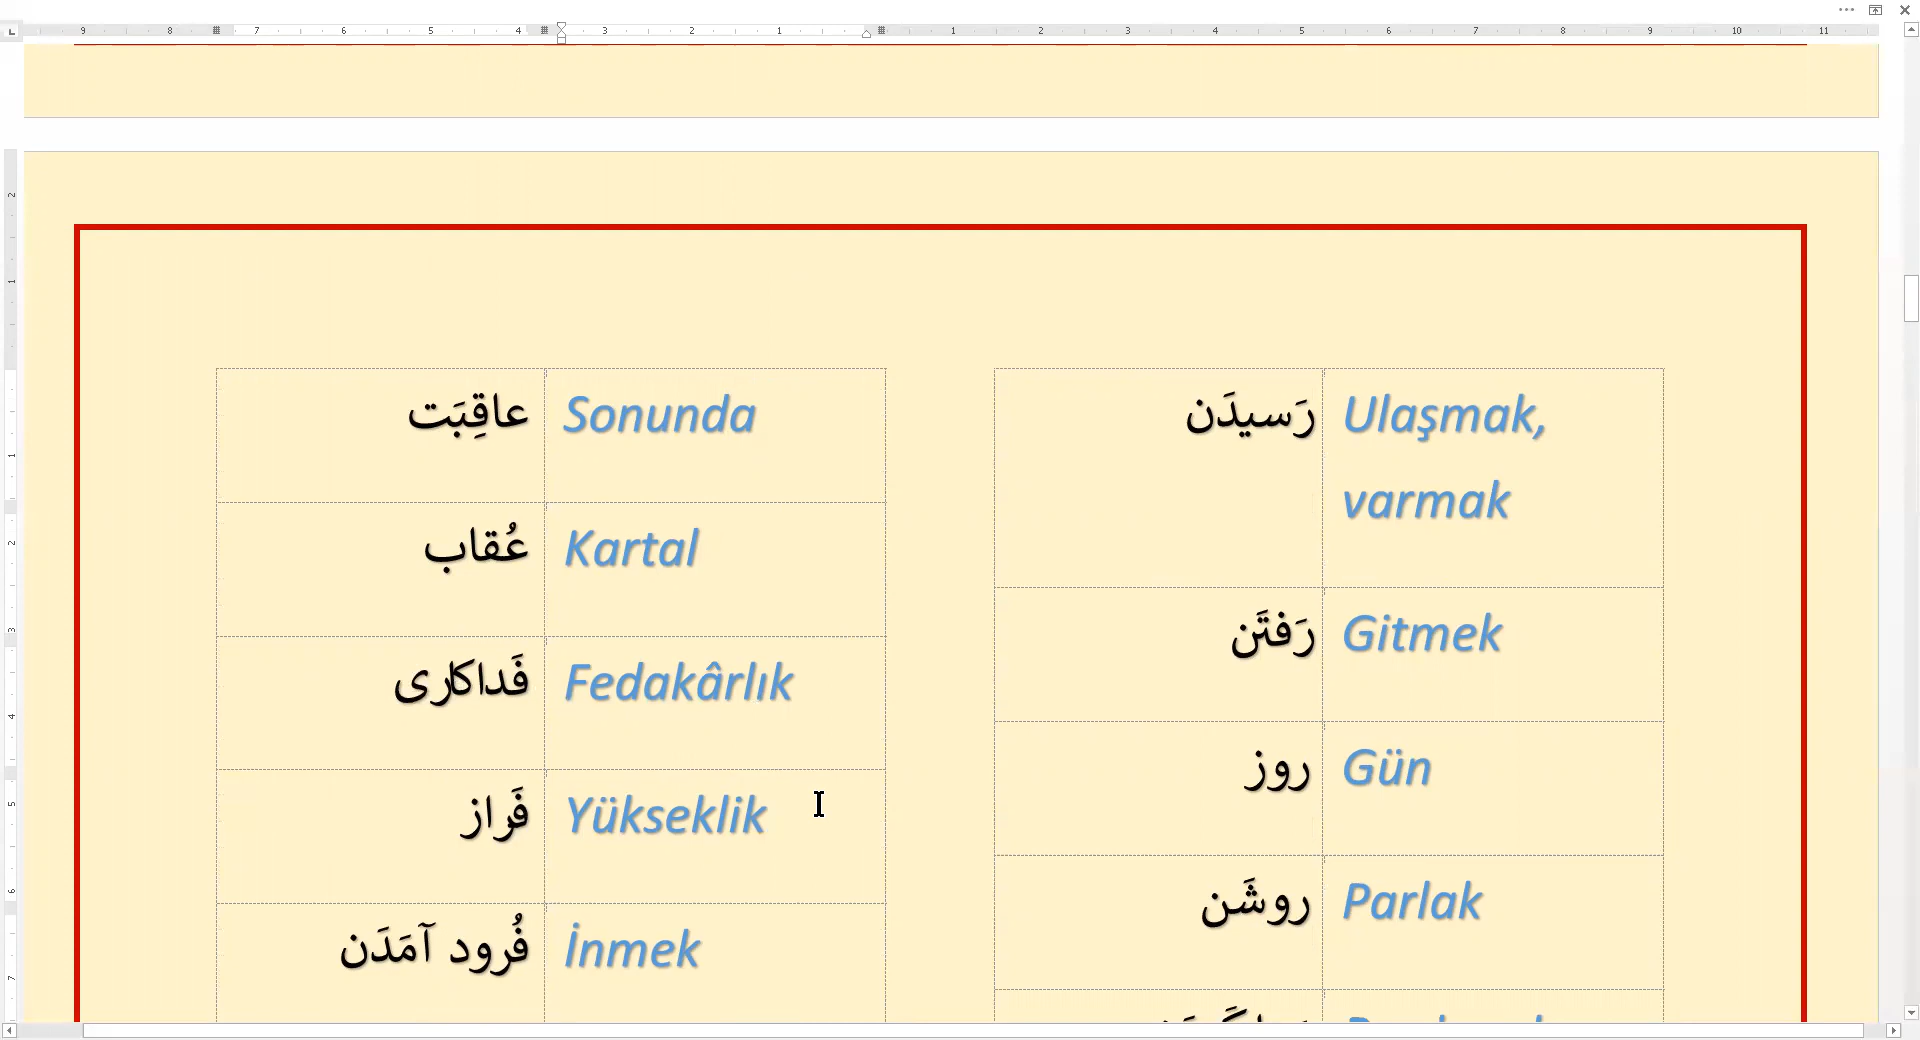 عاقِبَت Sonunda
عُقاب Kartal
فَداکاری Fedakârlık
فَراز Yükseklik
فُرود آمَدَن İnmek
رَسیدَن Ulaşmak,
varmak
رَفتَن Gitmek
روز Gün
روشَن Parlak